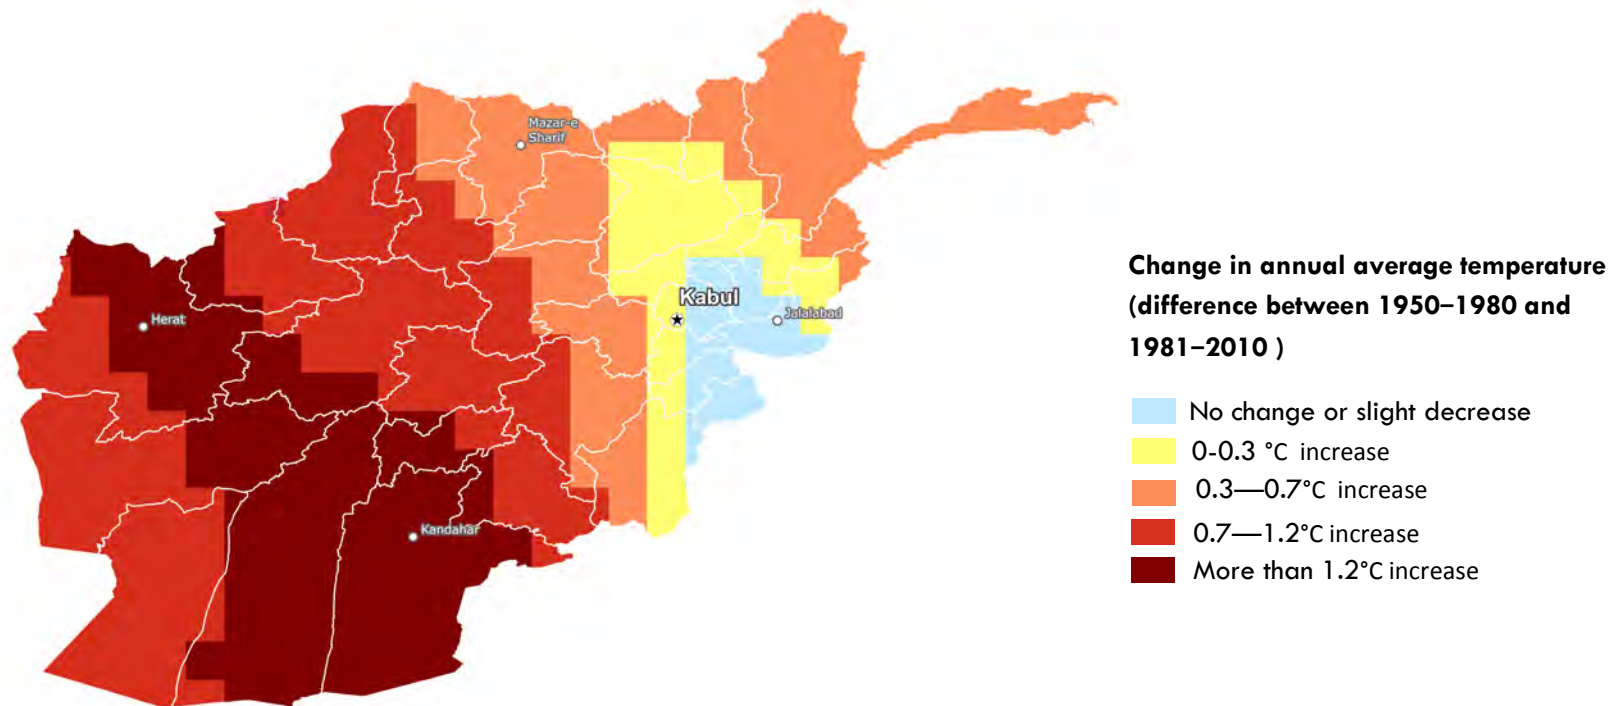 Mazar-e
Sharif
Kabul
Herat
Jalalabad
Kandahar
Change in annual average temperature
(difference between 1950–1980 and
1981–2010 )
No change or slight decrease
0-0.3 °C increase
0.3—0.7°C increase
0.7—1.2°C increase
More than 1.2°C increase